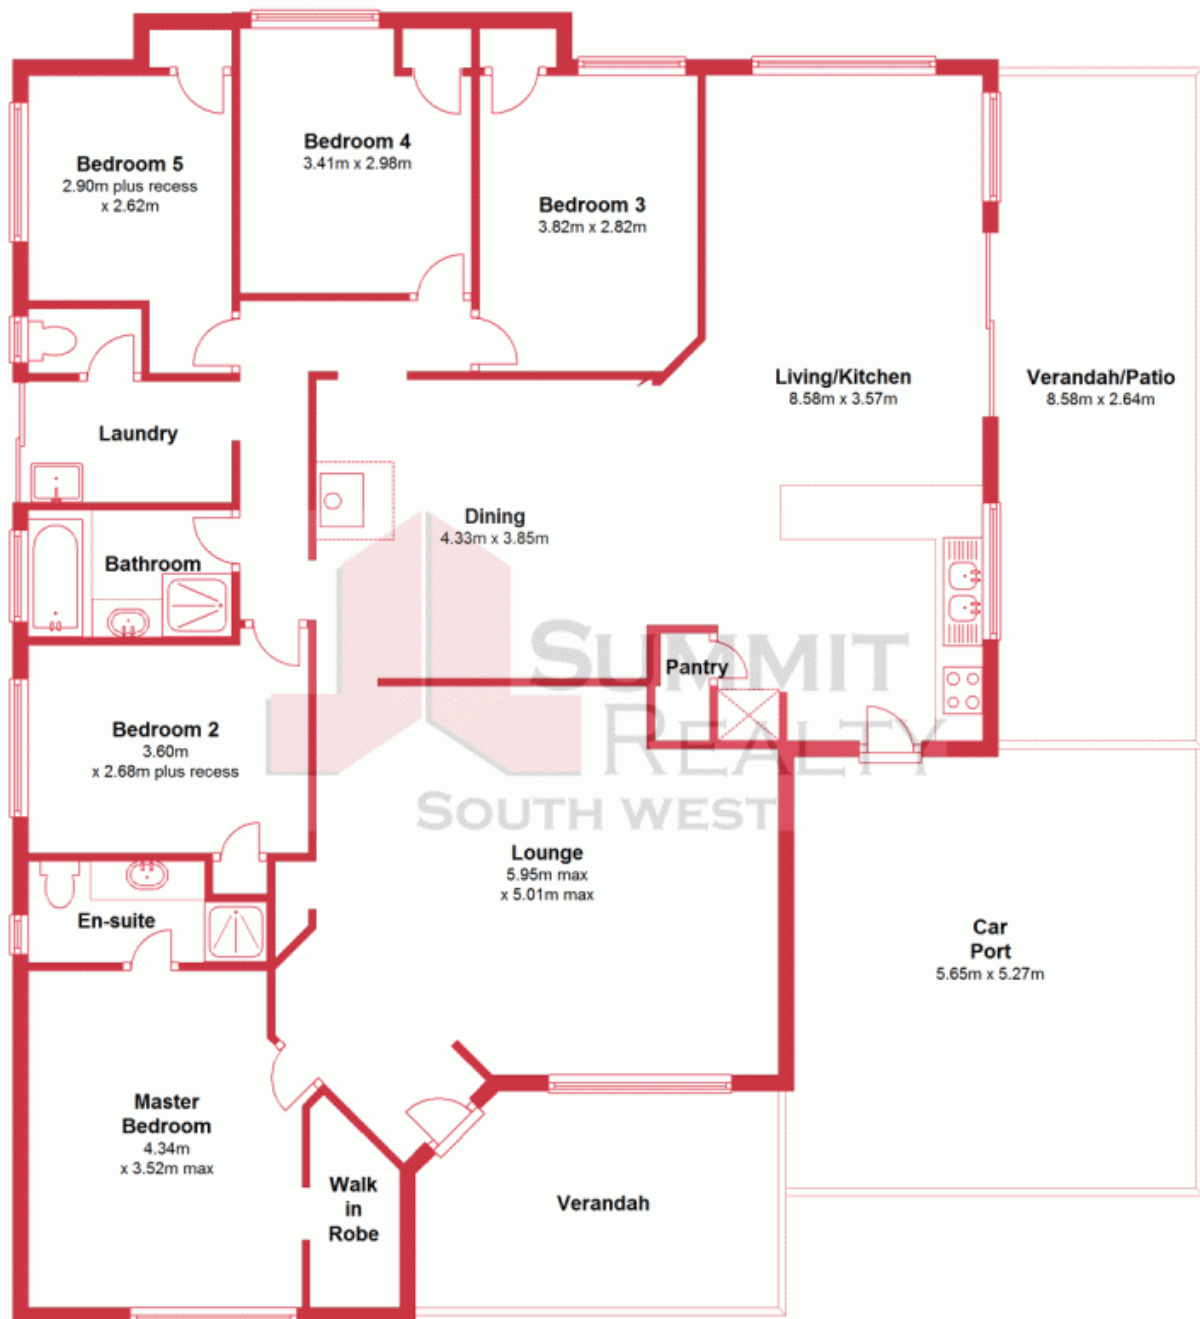 Bedroom 5
2.90m plus recess
x 2.62m
Bedroom 4
3.41m x 2.98m
Bedroom 3
3.82m x 2.82m
Living/Kitchen
8.58m x 3.57m
Verandah/Patio
8.58m x 2.64m
Laundry
Dining
4.33m x 3.85m
Bathroom
Pantry
SUMMIT
REALTY
SOUTH WEST
Bedroom 2
3.60m
x 2.68m plus recess
Lounge
5.95m max
x 5.01m max
En-suite
Car
Port
5.65m x 5.27m
Master
Bedroom
4.34m
x 3.52m max
Walk
in
Robe
Verandah